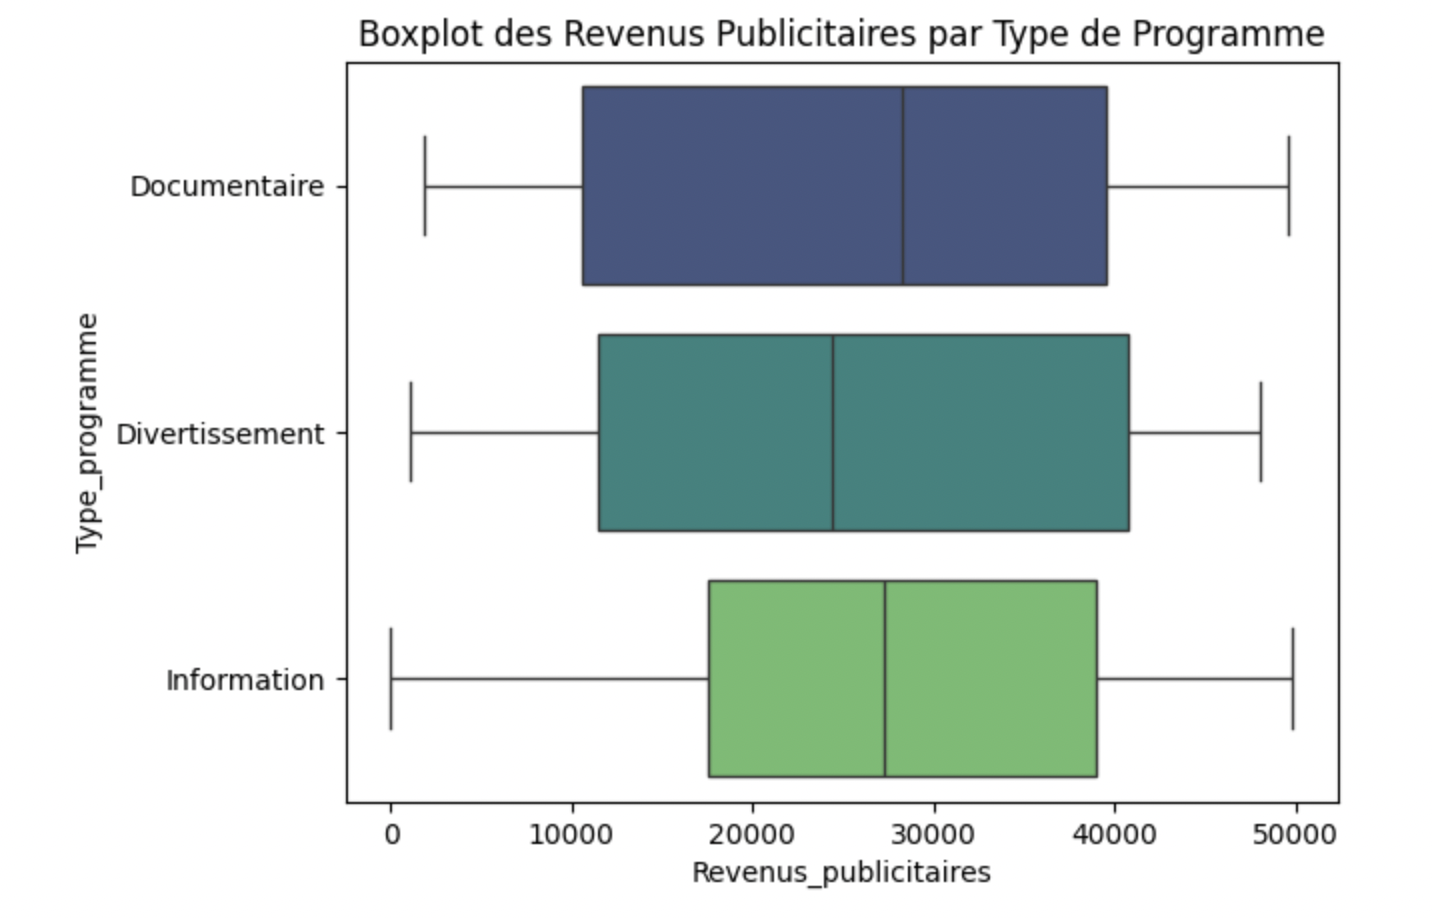 Boxplot des Revenus Publicitaires par Type de Programme
Type_programme
Documentaire
Divertissement
Information
0 10000 20000 30000 40000 50000
Revenus_publicitaires